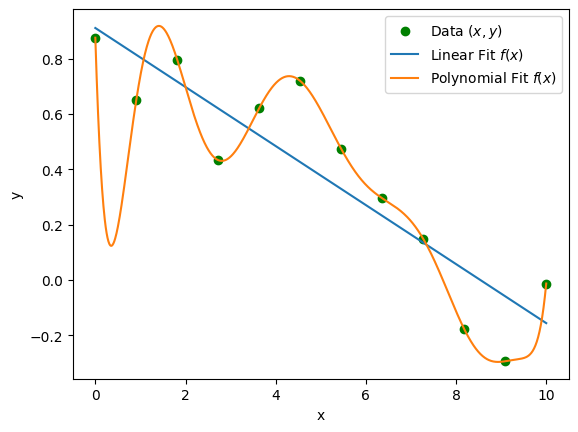 Data (x, y)
Linear Fit f(x)
Polynomial Fit f(x)
0.8
0.6
0.4
0.2
0.0
−0.2
y
0 2 4 6 8 10
x